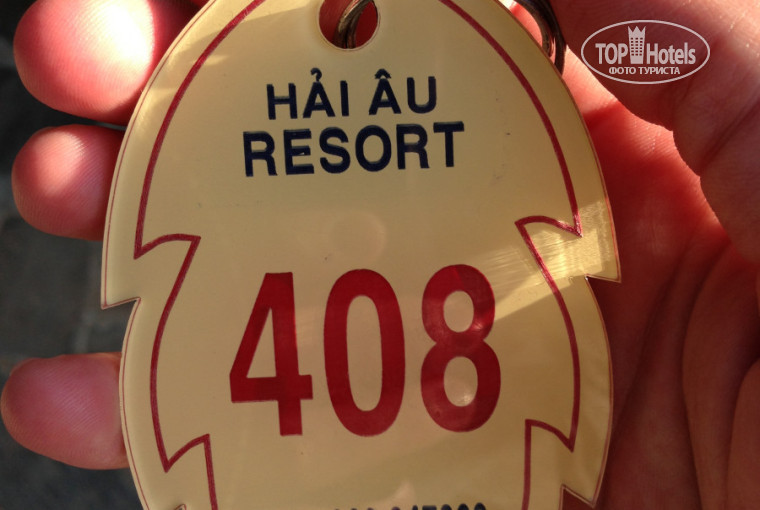 TOP Hotels
ФОТО ТУРИСТА
HẢI ÂU
RESORT
408